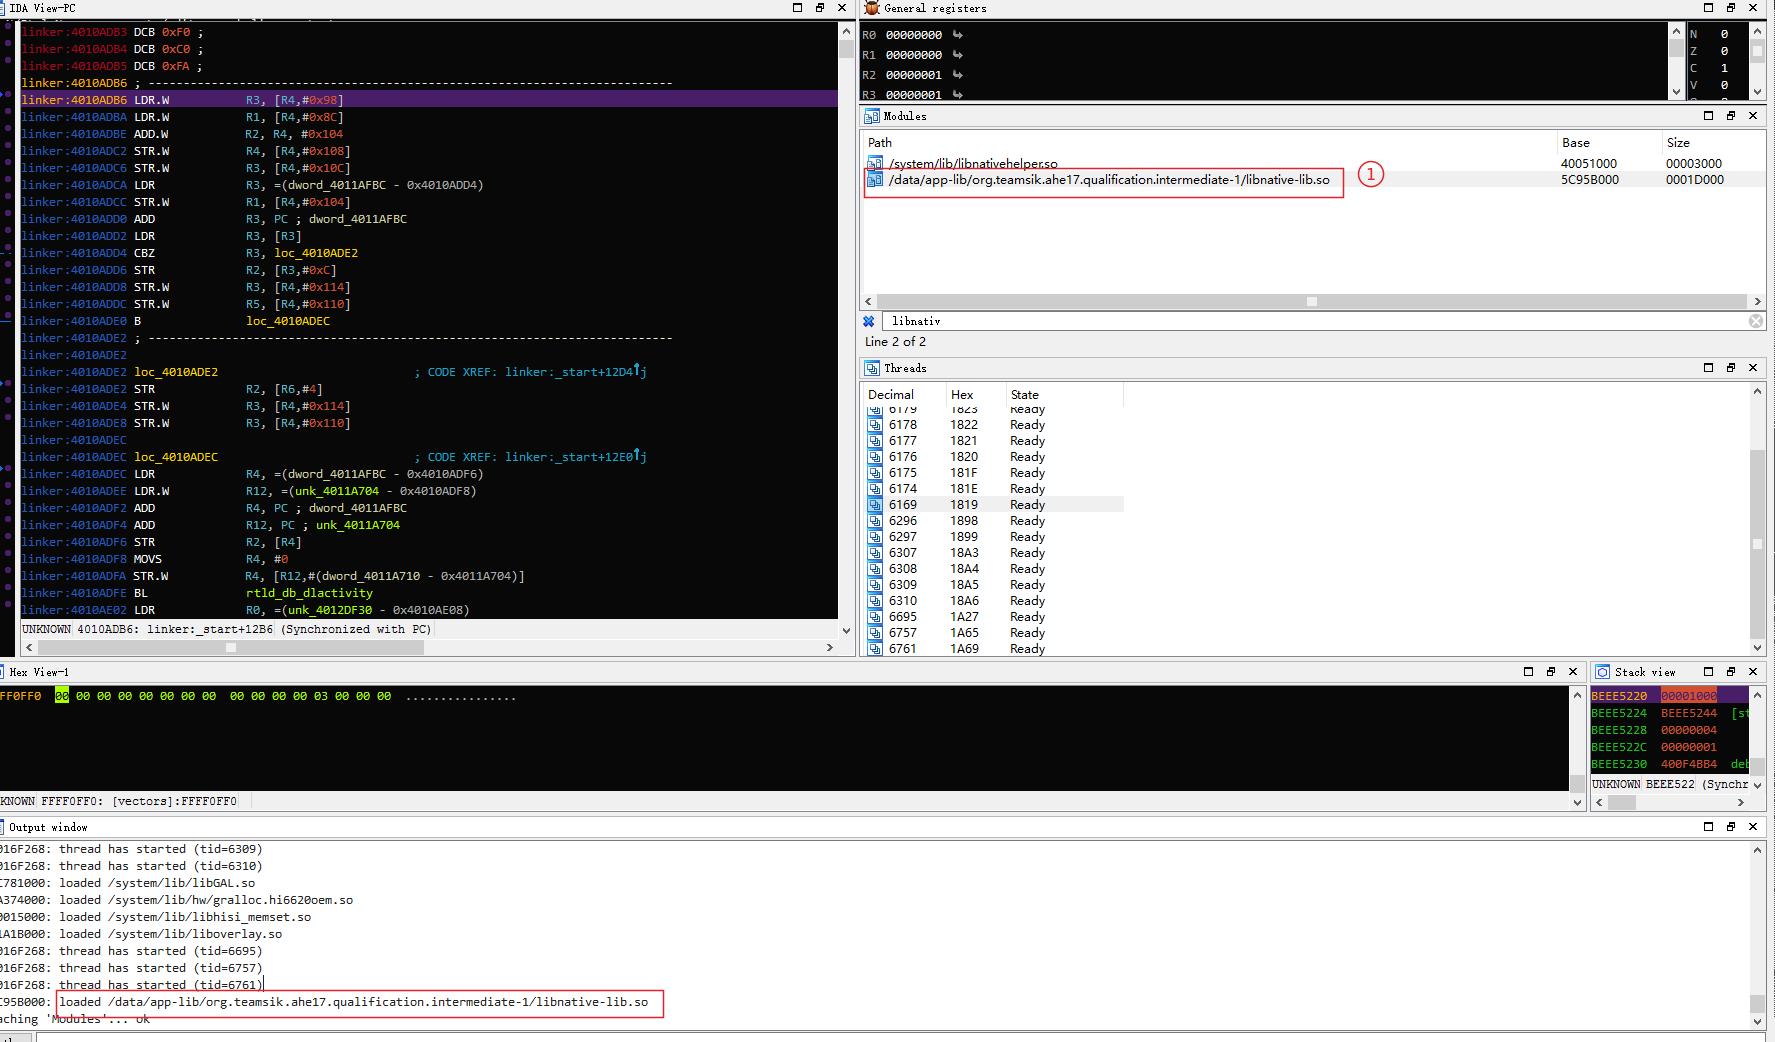 IDA View-PC
linker:4010ADB3 DCB 0xF0 ;
linker:4010ADB4 DCB 0xC0 ;
linker:4010ADB5 DCB 0xFA ;
linker:4010ADB6 ; ---------------------------------------------------------------------------
linker:4010ADB6 LDR.W R3, [R4,#0x98]
linker:4010ADBA LDR.W R1, [R4,#0x8C]
linker:4010ADBE ADD.W R2, R4, #0x104
linker:4010ADC2 STR.W R4, [R4,#0x108]
linker:4010ADC6 STR.W R3, [R4,#0x10C]
linker:4010ADCA LDR R3, =(dword_4011AFBC - 0x4010ADD4)
linker:4010ADCC STR.W R1, [R4,#0x104]
linker:4010ADD0 ADD R3, PC ; dword_4011AFBC
linker:4010ADD2 LDR R3, [R3]
linker:4010ADD4 CBZ R3, loc_4010ADE2
linker:4010ADD6 STR R2, [R3,#0xC]
linker:4010ADD8 STR.W R3, [R4,#0x114]
linker:4010ADDC STR.W R5, [R4,#0x110]
linker:4010ADE0 B loc_4010ADEC
linker:4010ADE2 ; ---------------------------------------------------------------------------
linker:4010ADE2
linker:4010ADE2 loc_4010ADE2 ; CODE XREF: linker:_start+12D4↑j
linker:4010ADE2 STR R2, [R6,#4]
linker:4010ADE4 STR.W R3, [R4,#0x114]
linker:4010ADE8 STR.W R3, [R4,#0x110]
linker:4010ADEC
linker:4010ADEC loc_4010ADEC ; CODE XREF: linker:_start+12E0↑j
linker:4010ADEC LDR R4, =(dword_4011AFBC - 0x4010ADF6)
linker:4010ADEE LDR.W R12, =(unk_4011A704 - 0x4010ADF8)
linker:4010ADF2 ADD R4, PC ; dword_4011AFBC
linker:4010ADF4 ADD R12, PC ; unk_4011A704
linker:4010ADF6 STR R2, [R4]
linker:4010ADF8 MOVS R4, #0
linker:4010ADFA STR.W R4, [R12,#(dword_4011A710 - 0x4011A704)]
linker:4010ADFE BL rtld_db_dlactivity
linker:4010AE02 LDR R0, =(unk_4012DF30 - 0x4010AE08)
UNKNOWN 4010ADB6: linker:_start+12B6 (Synchronized with PC)
General registers
R0 00000000
R1 00000000
R2 00000001
R3 00000001
N 0
Z 0
C 1
V 0
Modules
Path Base Size
/system/lib/libnativehelper.so 40051000 00003000
/data/app-lib/org.teamsik.ahe17.qualification.intermediate-1/libnative-lib.so 5C95B000 0001D000
①
libnativ
Line 2 of 2
Threads
Decimal Hex State
6179 1823 Ready
6178 1822 Ready
6177 1821 Ready
6176 1820 Ready
6175 181F Ready
6174 181E Ready
6169 1819 Ready
6296 1898 Ready
6297 1899 Ready
6307 18A3 Ready
6308 18A4 Ready
6309 18A5 Ready
6310 18A6 Ready
6695 1A27 Ready
6757 1A65 Ready
6761 1A69 Ready
Hex View-1
FF0FF0 00 00 00 00 00 00 00 00 00 00 00 00 03 00 00 00 ................
KNOWN FFFF0FF0: [vectors]:FFFF0FF0
Stack view
BEEE5220 00001000
BEEE5224 BEEE5244 [st
BEEE5228 00000004
BEEE522C 00000001
BEEE5230 400F4BB4 deb
UNKNOWN BEEE522 (Synchr
Output window
016F268: thread has started (tid=6309)
016F268: thread has started (tid=6310)
C781000: loaded /system/lib/libGAL.so
A374000: loaded /system/lib/hw/gralloc.hi6620oem.so
0015000: loaded /system/lib/libhisi_memset.so
1A1B000: loaded /system/lib/liboverlay.so
016F268: thread has started (tid=6695)
016F268: thread has started (tid=6757)
016F268: thread has started (tid=6761)
C95B000: loaded /data/app-lib/org.teamsik.ahe17.qualification.intermediate-1/libnative-lib.so
aching 'Modules'... ok